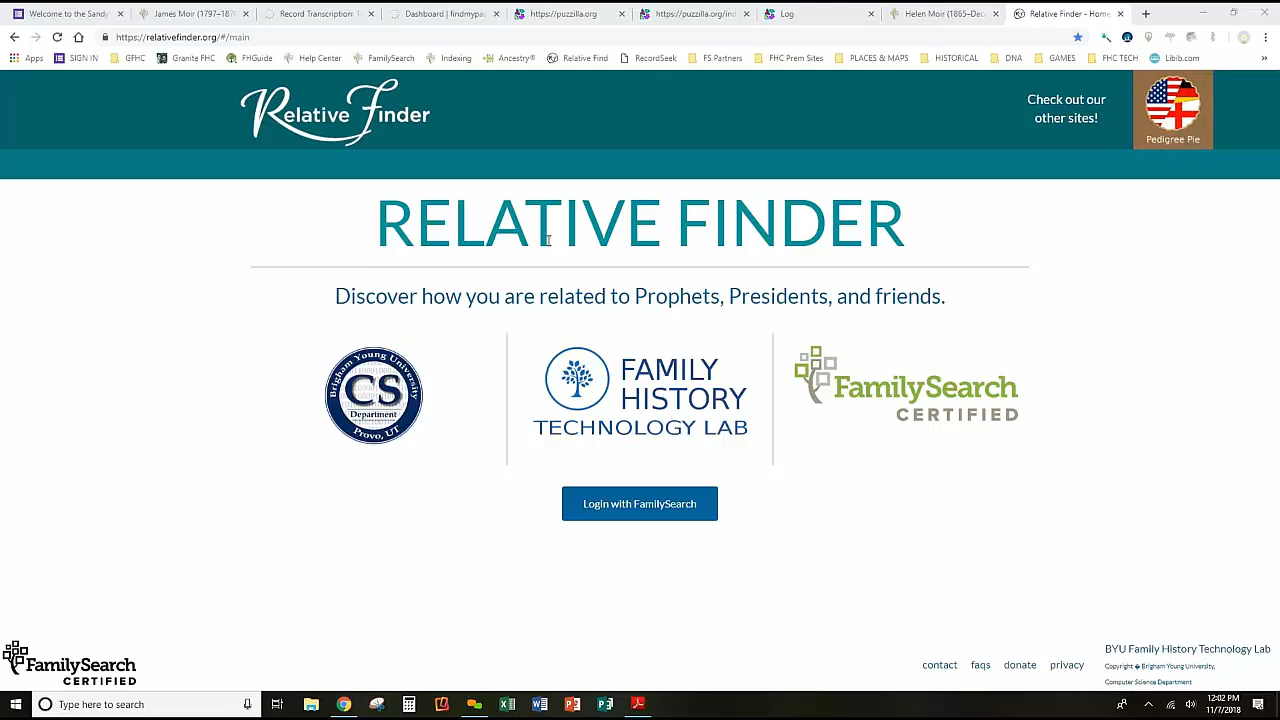 Welcome to the Sandy
James Moir (1797–187
Record Transcription: T
Dashboard | findmypa
https://puzzilla.org
https://puzzilla.org/ind
Log
Helen Moir (1865–Dec
Relative Finder - Home
https://relativefinder.org/#/main
Apps
SIGN IN
GFHC
Granite FHC
FHGuide
Help Center
FamilySearch
Indexing
Ancestry®
Relative Find
RecordSeek
FS Partners
FHC Prem Sites
PLACES & MAPS
HISTORICAL
DNA
GAMES
FHC TECH
Libib.com
»
Relative Finder
Check out our
other sites!
Pedigree Pie
RELATIVE FINDER
Discover how you are related to Prophets, Presidents, and friends.
Brigham Young University
CS
Department
Provo, UT
FAMILY
HISTORY
TECHNOLOGY LAB
FamilySearch
CERTIFIED
Login with FamilySearch
FamilySearch
CERTIFIED
contact
faqs
donate
privacy
BYU Family History Technology Lab
Copyright � Brigham Young University,
Computer Science Department
Type here to search
12:02 PM
11/7/2018